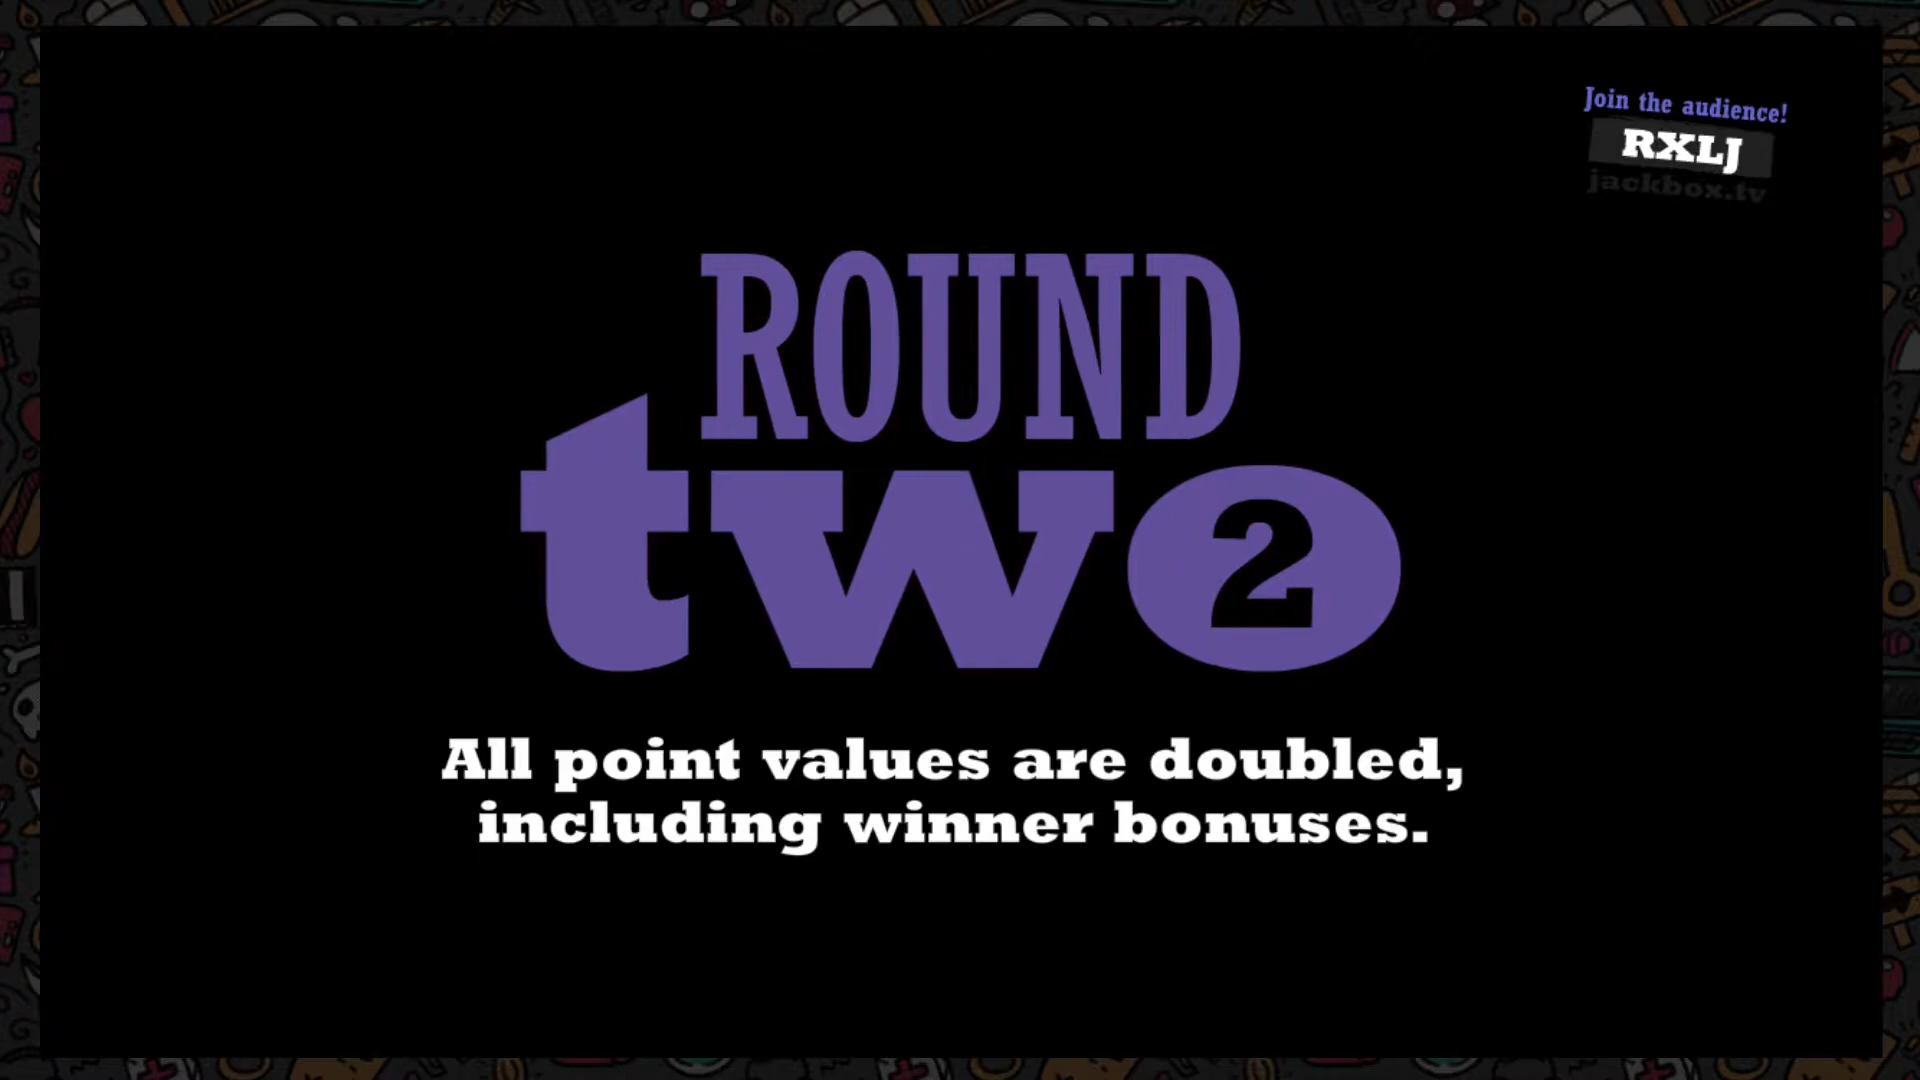 Join the audience!
RXLJ
jackbox.tv
ROUND
two
2
All point values are doubled,
including winner bonuses.